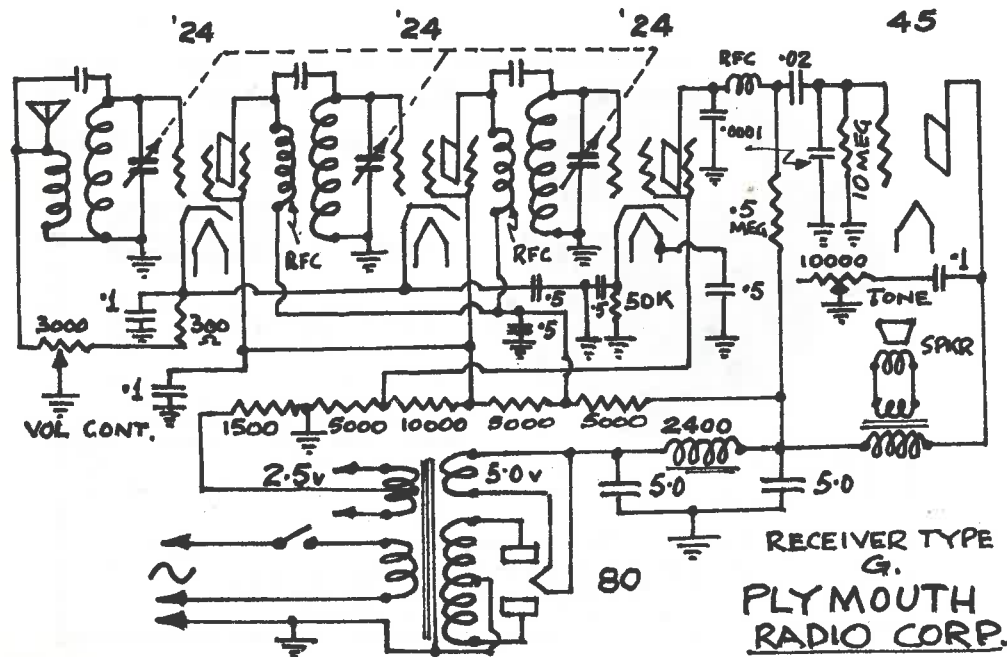 '24
'24
'24
45
RFC
.02
.0001
10 MEG
.5
MEG
RFC
RFC
10000
.1
TONE
.1
.5
.5
50K
.5
.5
3000
300
Ω
SPKR
.1
VOL CONT.
1500
5000
10000
5000
5000
2400
2.5v
5.0v
5.0
5.0
80
RECEIVER TYPE
G.
PLYMOUTH
RADIO CORP.